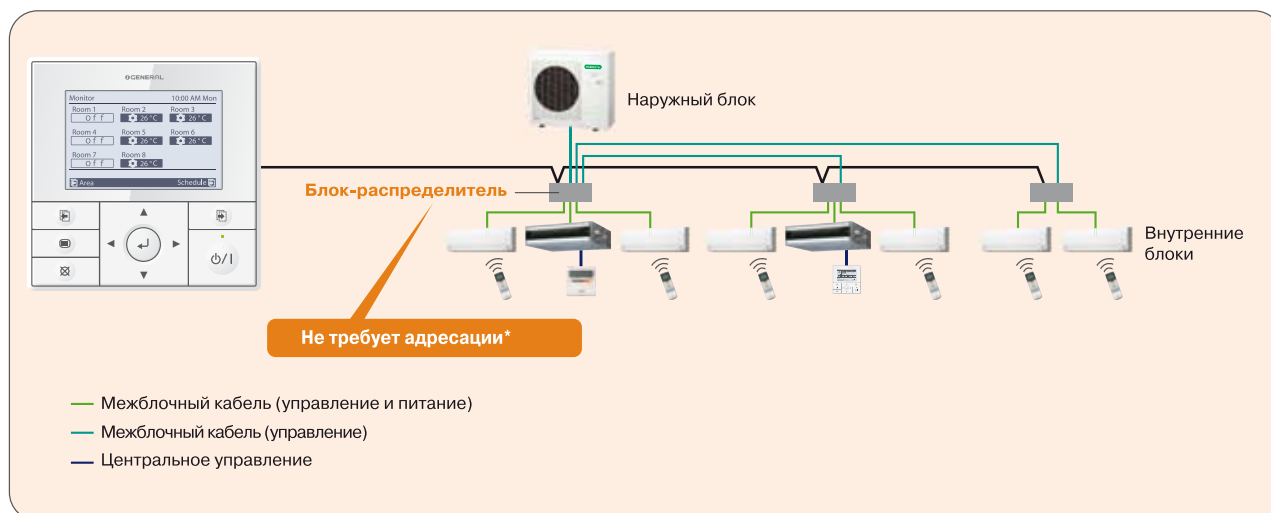 GENERAL
Monitor 10:00 AM Mon
Room 1 Room 2 Room 3
Off 26°C 26°C
Room 4 Room 5 Room 6
Off 26°C 26°C
Room 7 Room 8
Off 26°C
Area Schedule
Наружный блок
Блок-распределитель
Внутренние
блоки
Не требует адресации*
Межблочный кабель (управление и питание)
Межблочный кабель (управление)
Центральное управление